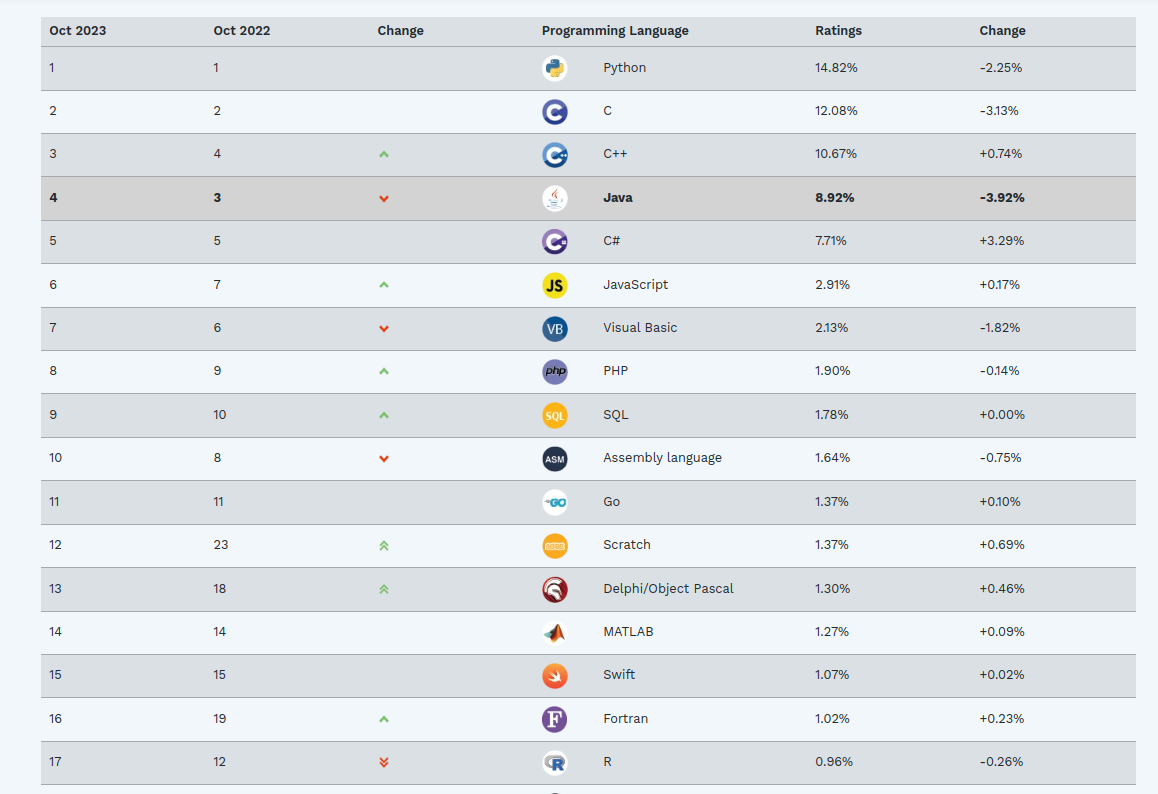 Oct 2023 Oct 2022 Change Programming Language Ratings Change
1 1 Python 14.82% -2.25%
2 2 C 12.08% -3.13%
3 4 C++ 10.67% +0.74%
4 3 Java 8.92% -3.92%
5 5 C# 7.71% +3.29%
6 7 JS JavaScript 2.91% +0.17%
7 6 VB Visual Basic 2.13% -1.82%
8 9 php PHP 1.90% -0.14%
9 10 SQL SQL 1.78% +0.00%
10 8 ASM Assembly language 1.64% -0.75%
11 11 GO Go 1.37% +0.10%
12 23 Scratch 1.37% +0.69%
13 18 Delphi/Object Pascal 1.30% +0.46%
14 14 MATLAB 1.27% +0.09%
15 15 Swift 1.07% +0.02%
16 19 F Fortran 1.02% +0.23%
17 12 R R 0.96% -0.26%